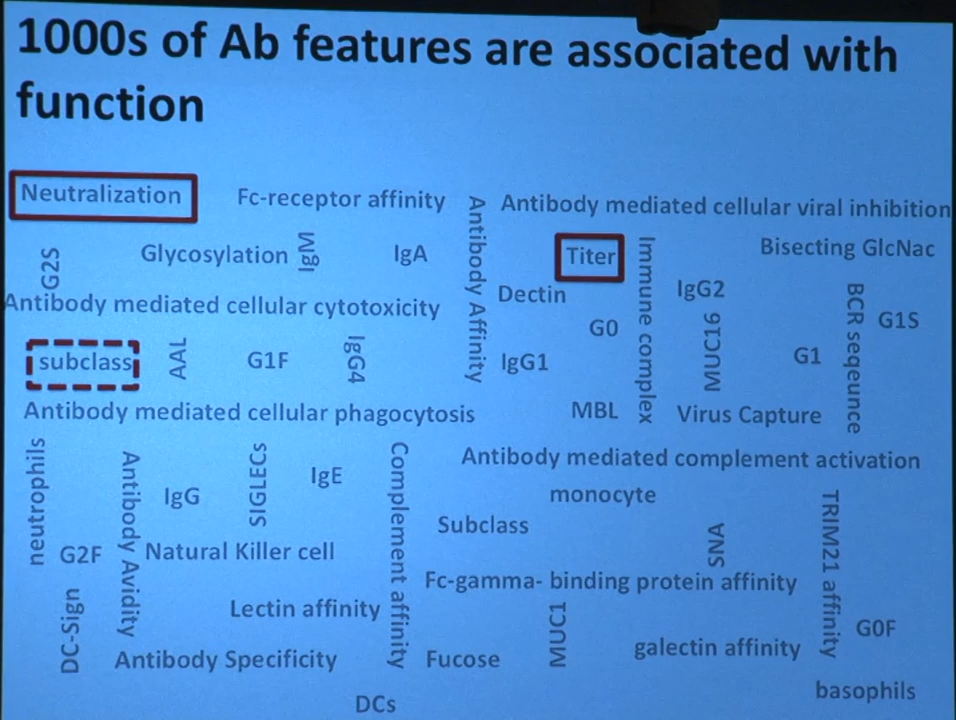 1000s of Ab features are associated with
function
Neutralization
Fc-receptor affinity
Antibody Affinity
Antibody mediated cellular viral inhibition
G2S
Glycosylation
IgM
IgA
Titer
Immune complex
Bisecting GlcNac
Antibody mediated cellular cytotoxicity
Dectin
IgG2
BCR seqeunce
G1S
G0
MUC16
subclass
AAL
G1F
IgG4
IgG1
G1
Antibody mediated cellular phagocytosis
MBL
Virus Capture
neutrophils
Antibody Avidity
IgG
SIGLECs
IgE
Complement affinity
Antibody mediated complement activation
monocyte
Subclass
SNA
TRIM21 affinity
G2F
Natural Killer cell
Fc-gamma- binding protein affinity
DC-Sign
Lectin affinity
MUC1
G0F
Antibody Specificity
Fucose
galectin affinity
DCs
basophils